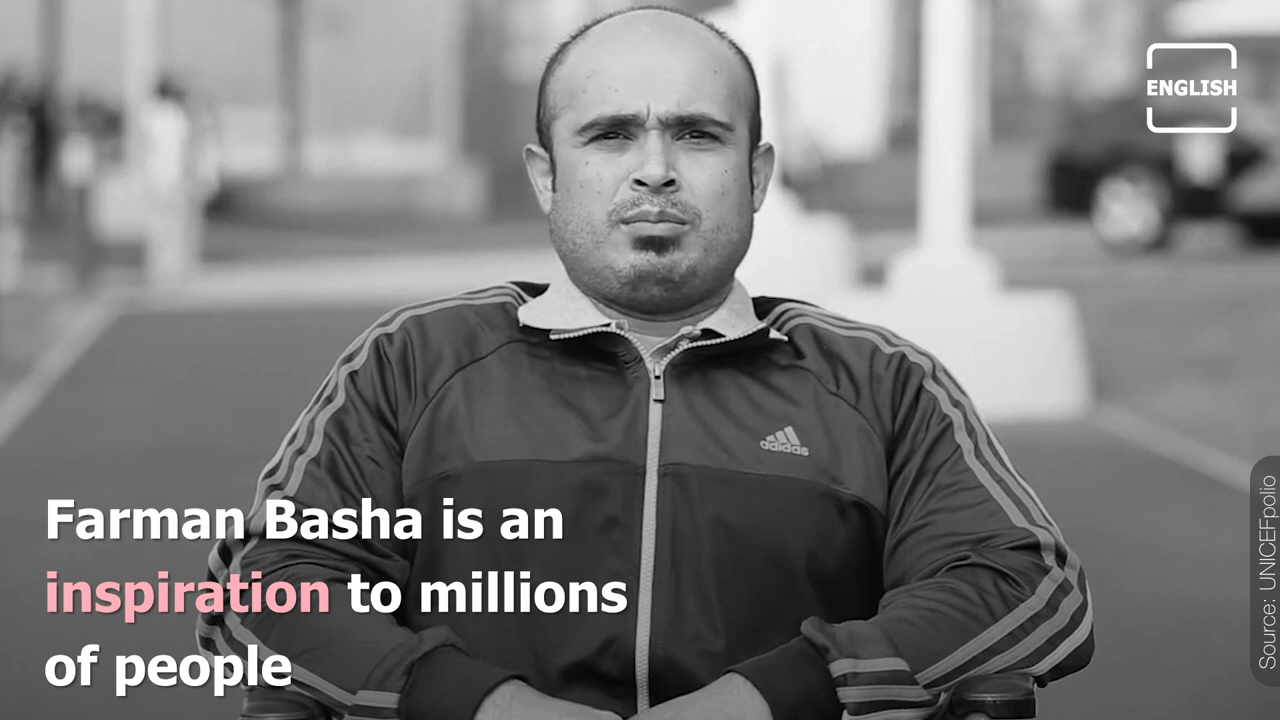 ENGLISH
adidas
Farman Basha is an
inspiration to millions
of people
Source: UNICEFpolio